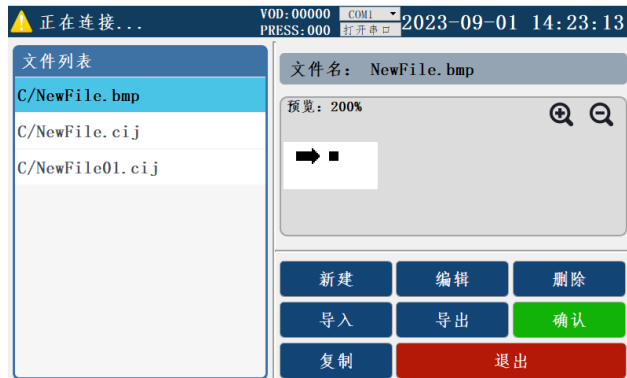 正在连接...
VOD:00000 COM1
PRESS:000 打开串口
2023-09-01 14:23:13
文件列表
C/NewFile.bmp
C/NewFile.cij
C/NewFile01.cij
文件名： NewFile.bmp
预览：200%
新建 编辑 删除
导入 导出 确认
复制 退出